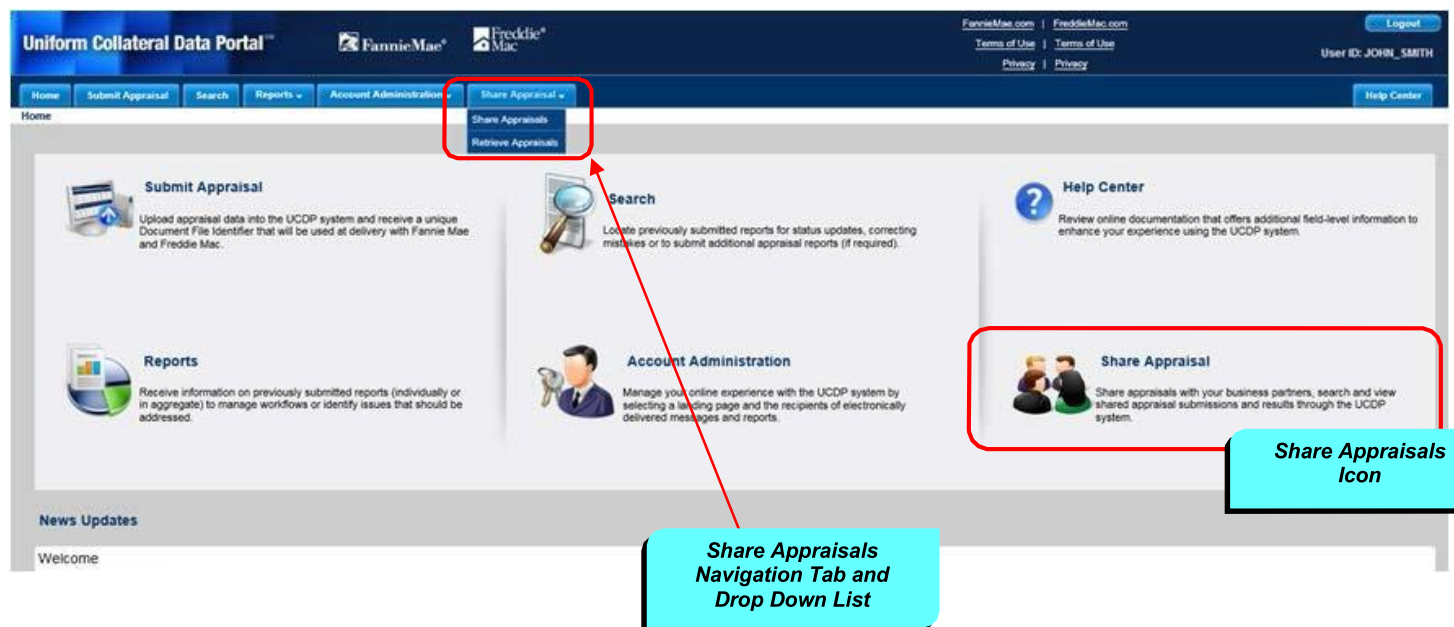 Uniform Collateral Data Portal™
FannieMae®
Freddie®
Mac
FannieMae.com | FreddieMac.com
Terms of Use | Terms of Use
Privacy | Privacy
Logout
User ID: JOHN_SMITH
Home Submit Appraisal Search Reports Account Administration Share Appraisal Help Center
Home
Share Appraisals
Retrieve Appraisals
Submit Appraisal
Upload appraisal data into the UCDP system and receive a unique
Document File Identifier that will be used at delivery with Fannie Mae
and Freddie Mac.
Search
Locate previously submitted reports for status updates, correcting
mistakes or to submit additional appraisal reports (if required).
Help Center
Review online documentation that offers additional field-level information to
enhance your experience using the UCDP system.
Reports
Receive information on previously submitted reports (individually or
in aggregate) to manage workflows or identify issues that should be
addressed.
Account Administration
Manage your online experience with the UCDP system by
selecting a landing page and the recipients of electronically
delivered messages and reports.
Share Appraisal
Share appraisals with your business partners, search and view
shared appraisal submissions and results through the UCDP
system.
Share Appraisals
Icon
News Updates
Welcome
Share Appraisals
Navigation Tab and
Drop Down List